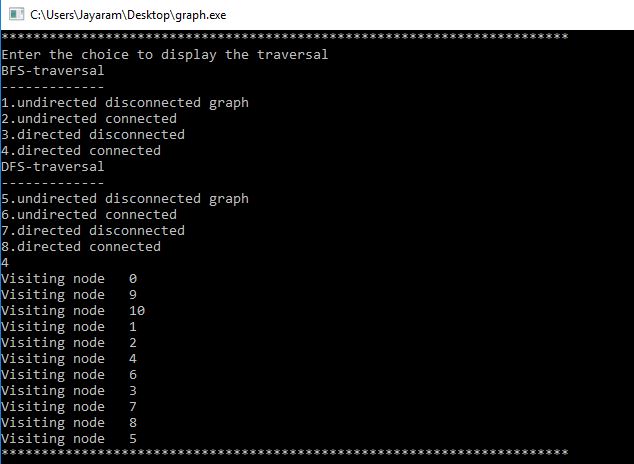 C:\Users\Jayaram\Desktop\graph.exe
***********************************************************************
Enter the choice to display the traversal
BFS-traversal
-------------
1.undirected disconnected graph
2.undirected connected
3.directed disconnected
4.directed connected
DFS-traversal
-------------
5.undirected disconnected graph
6.undirected connected
7.directed disconnected
8.directed connected
4
Visiting node   0
Visiting node   9
Visiting node   10
Visiting node   1
Visiting node   2
Visiting node   4
Visiting node   6
Visiting node   3
Visiting node   7
Visiting node   8
Visiting node   5
***********************************************************************